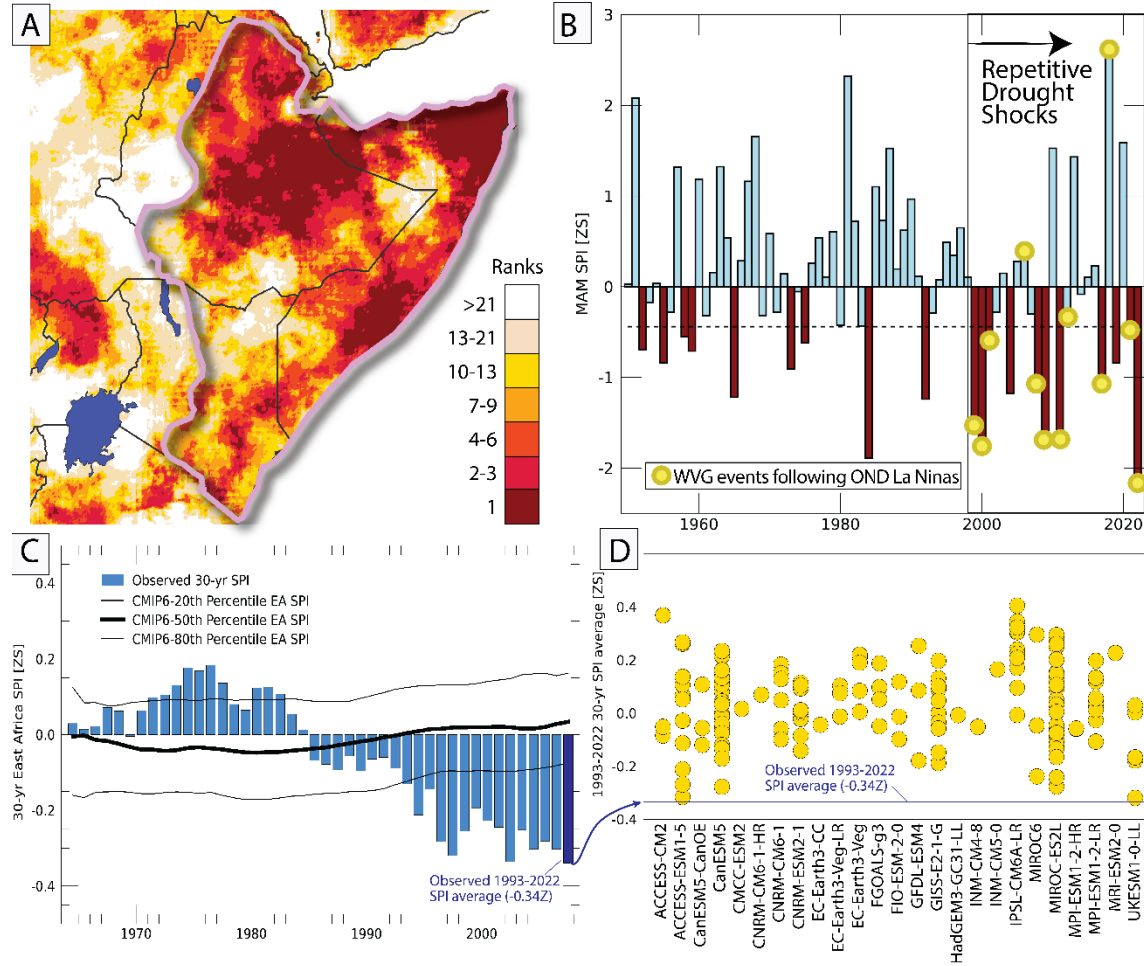 A
Ranks
>21
13-21
10-13
7-9
4-6
2-3
1
B
Repetitive
Drought
Shocks
MAM SPI [ZS]
3
2
1
0
-1
-2
WVG events following OND La Ninas
1960
1980
2000
2020
C
Observed 30-yr SPI
CMIP6-20th Percentile EA SPI
CMIP6-50th Percentile EA SPI
CMIP6-80th Percentile EA SPI
30-yr East Africa SPI [ZS]
0.4
0.2
0.0
-0.2
-0.4
Observed 1993-2022
SPI average (-0.34Z)
1970
1980
1990
2000
D
1993-2022 30-yr SPI average [ZS]
0.4
0.2
0.0
-0.2
-0.4
Observed 1993-2022
SPI average (-0.34Z)
ACCESS-CM2
ACCESS-ESM1-5
CanESM5-CanOE
CanESM5
CMCC-ESM2
CNRM-CM6-1-HR
CNRM-CM6-1
CNRM-ESM2-1
EC-Earth3-CC
EC-Earth3-Veg-LR
EC-Earth3-Veg
FGOALS-g3
FIO-ESM-2-0
GFDL-ESM4
GISS-E2-1-G
HadGEM3-GC31-LL
INM-CM4-8
INM-CM5-0
IPSL-CM6A-LR
MIROC6
MIROC-ES2L
MPI-ESM1-2-HR
MPI-ESM1-2-LR
MRI-ESM2-0
UKESM1-0-LL